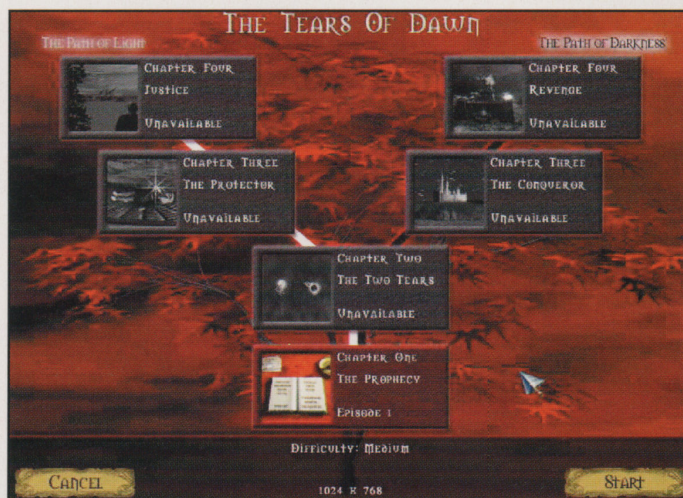 The Tears Of Dawn
The Path of Light
The Path of Darkness
Chapter Four
Justice
Unavailable
Chapter Four
Revenge
Unavailable
Chapter Three
The Protector
Unavailable
Chapter Three
The Conqueror
Unavailable
Chapter Two
The Two Tears
Unavailable
Chapter One
The Prophecy
Episode 1
Difficulty: Medium
Cancel
1024 x 768
Start